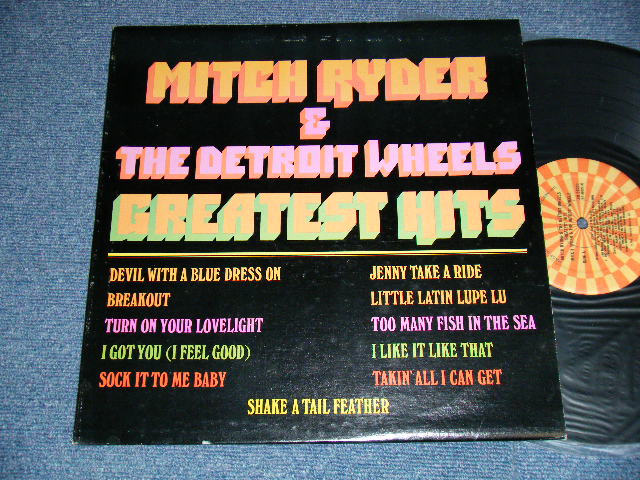 MITCH RYDER
&
THE DETROIT WHEELS
GREATEST HITS
DEVIL WITH A BLUE DRESS ON
BREAKOUT
TURN ON YOUR LOVELIGHT
I GOT YOU (I FEEL GOOD)
SOCK IT TO ME BABY
JENNY TAKE A RIDE
LITTLE LATIN LUPE LU
TOO MANY FISH IN THE SEA
I LIKE IT LIKE THAT
TAKIN' ALL I CAN GET
SHAKE A TAIL FEATHER